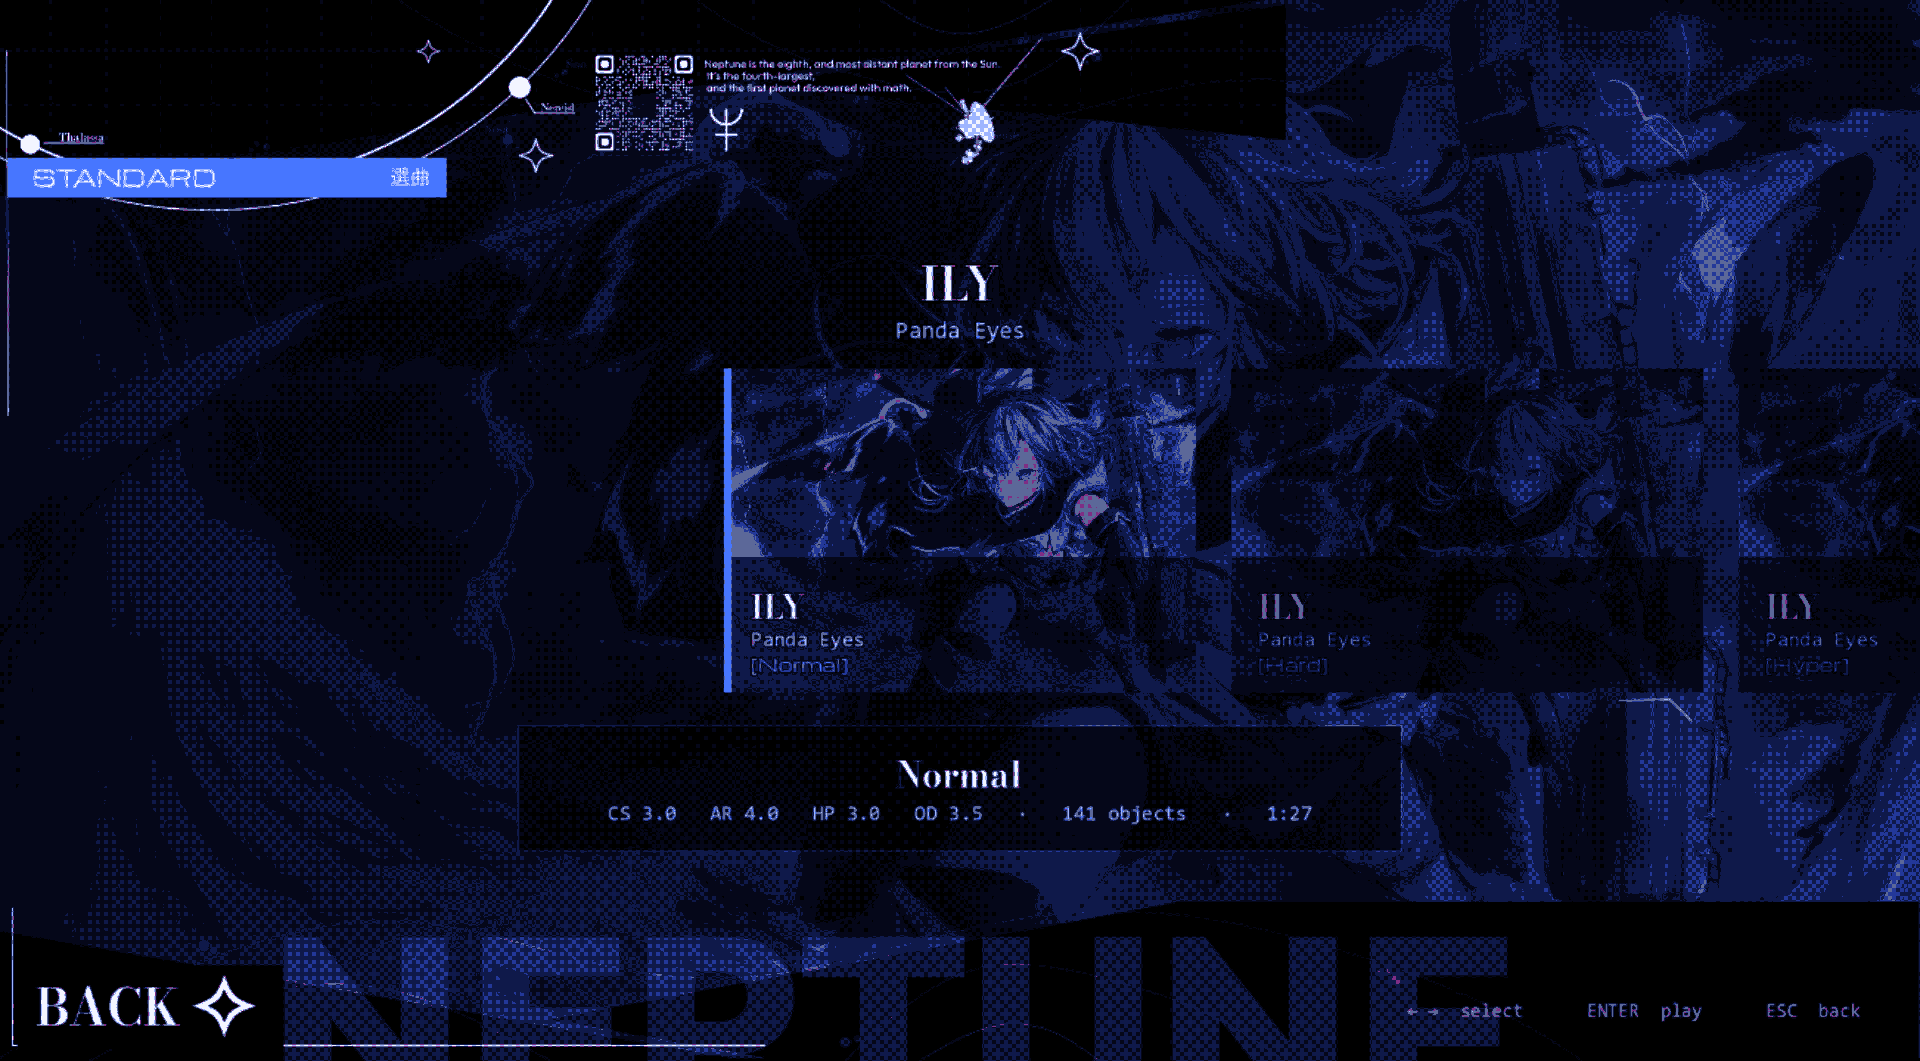 Neptune is the eighth, and most distant planet from the Sun.
It's the fourth-largest,
and the first planet discovered with math.
Thalassa
STANDARD 選曲
ILY
Panda Eyes
ILY
Panda Eyes
[Normal]
ILY
Panda Eyes
[Hard]
ILY
Panda Eyes
[Hyper]
Normal
CS 3.0 AR 4.0 HP 3.0 OD 3.5 · 141 objects · 1:27
NEPTUNE
BACK
← → select ENTER play ESC back